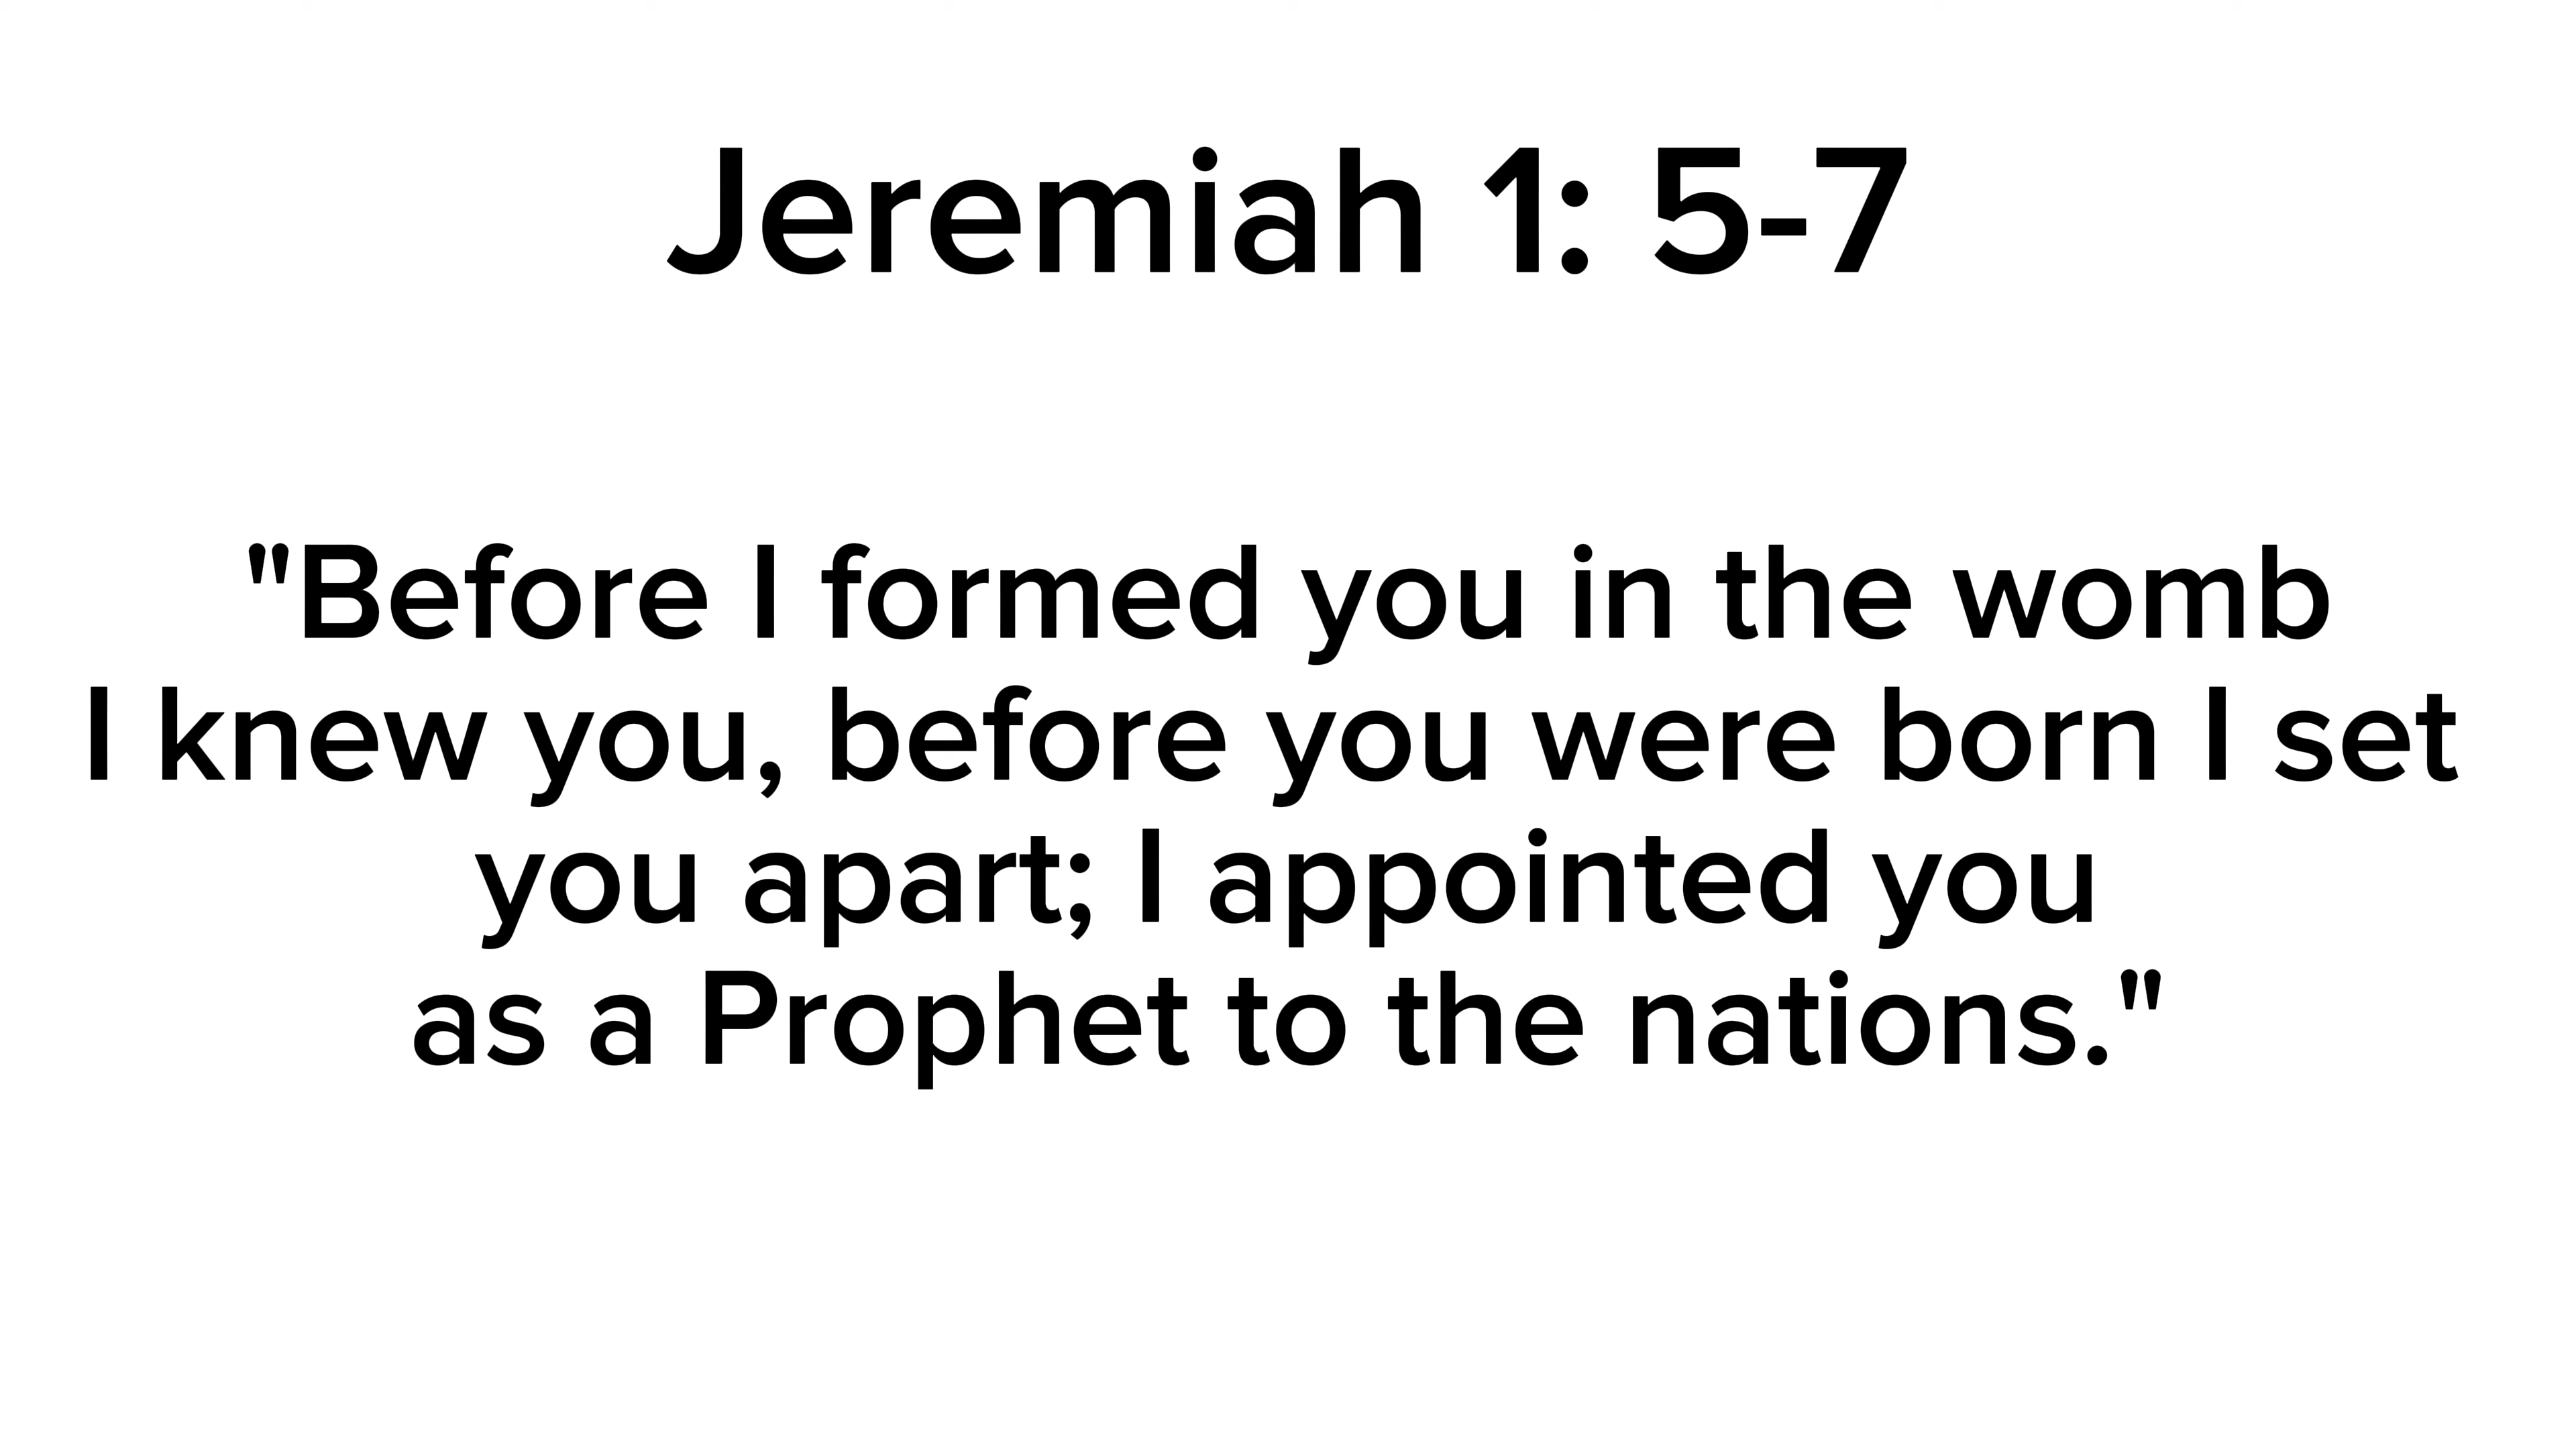 Jeremiah 1: 5-7
"Before I formed you in the womb
I knew you, before you were born I set
you apart; I appointed you
as a Prophet to the nations."